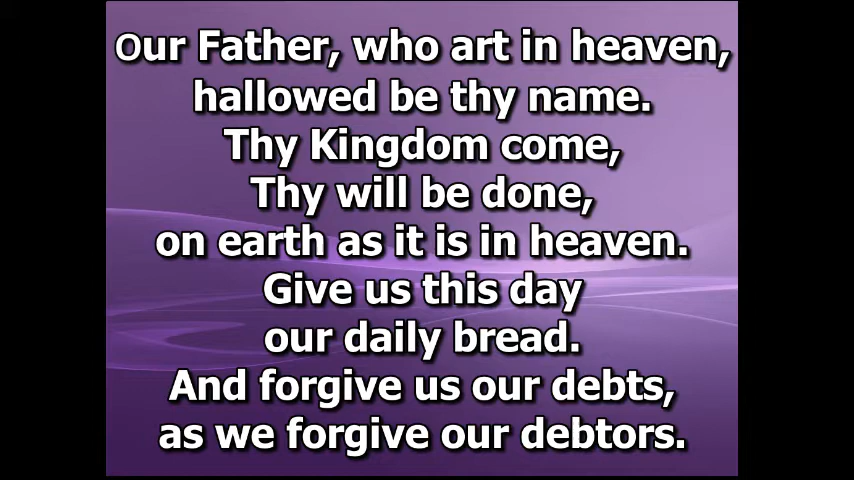 Our Father, who art in heaven,
hallowed be thy name.
Thy Kingdom come,
Thy will be done,
on earth as it is in heaven.
Give us this day
our daily bread.
And forgive us our debts,
as we forgive our debtors.